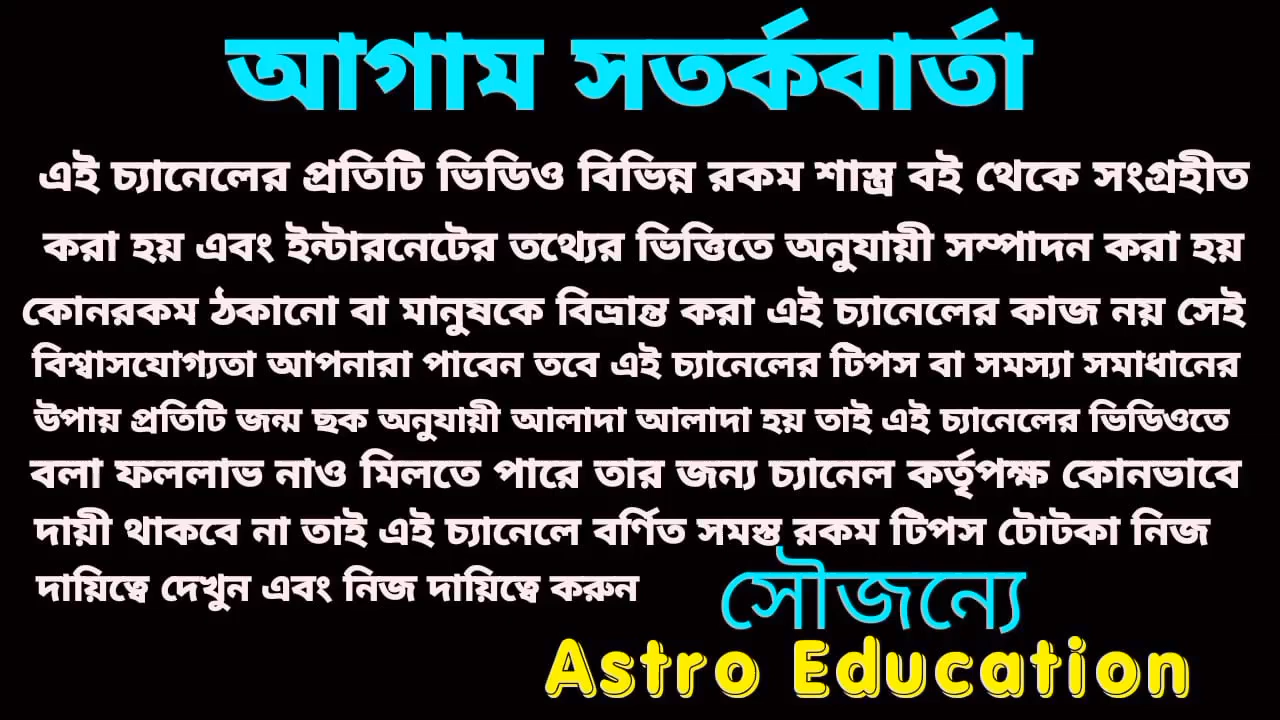 আগাম সতর্কবার্তা
এই চ্যানেলের প্রতিটি ভিডিও বিভিন্ন রকম শাস্ত্র বই থেকে সংগ্রহীত
করা হয় এবং ইন্টারনেটের তথ্যের ভিত্তিতে অনুযায়ী সম্পাদন করা হয়
কোনরকম ঠকানো বা মানুষকে বিভ্রান্ত করা এই চ্যানেলের কাজ নয় সেই
বিশ্বাসযোগ্যতা আপনারা পাবেন তবে এই চ্যানেলের টিপস বা সমস্যা সমাধানের
উপায় প্রতিটি জন্ম ছক অনুযায়ী আলাদা আলাদা হয় তাই এই চ্যানেলের ভিডিওতে
বলা ফললাভ নাও মিলতে পারে তার জন্য চ্যানেল কর্তৃপক্ষ কোনভাবে
দায়ী থাকবে না তাই এই চ্যানেলে বর্ণিত সমস্ত রকম টিপস টোটকা নিজ
দায়িত্বে দেখুন এবং নিজ দায়িত্বে করুন
সৌজন্যে
Astro Education